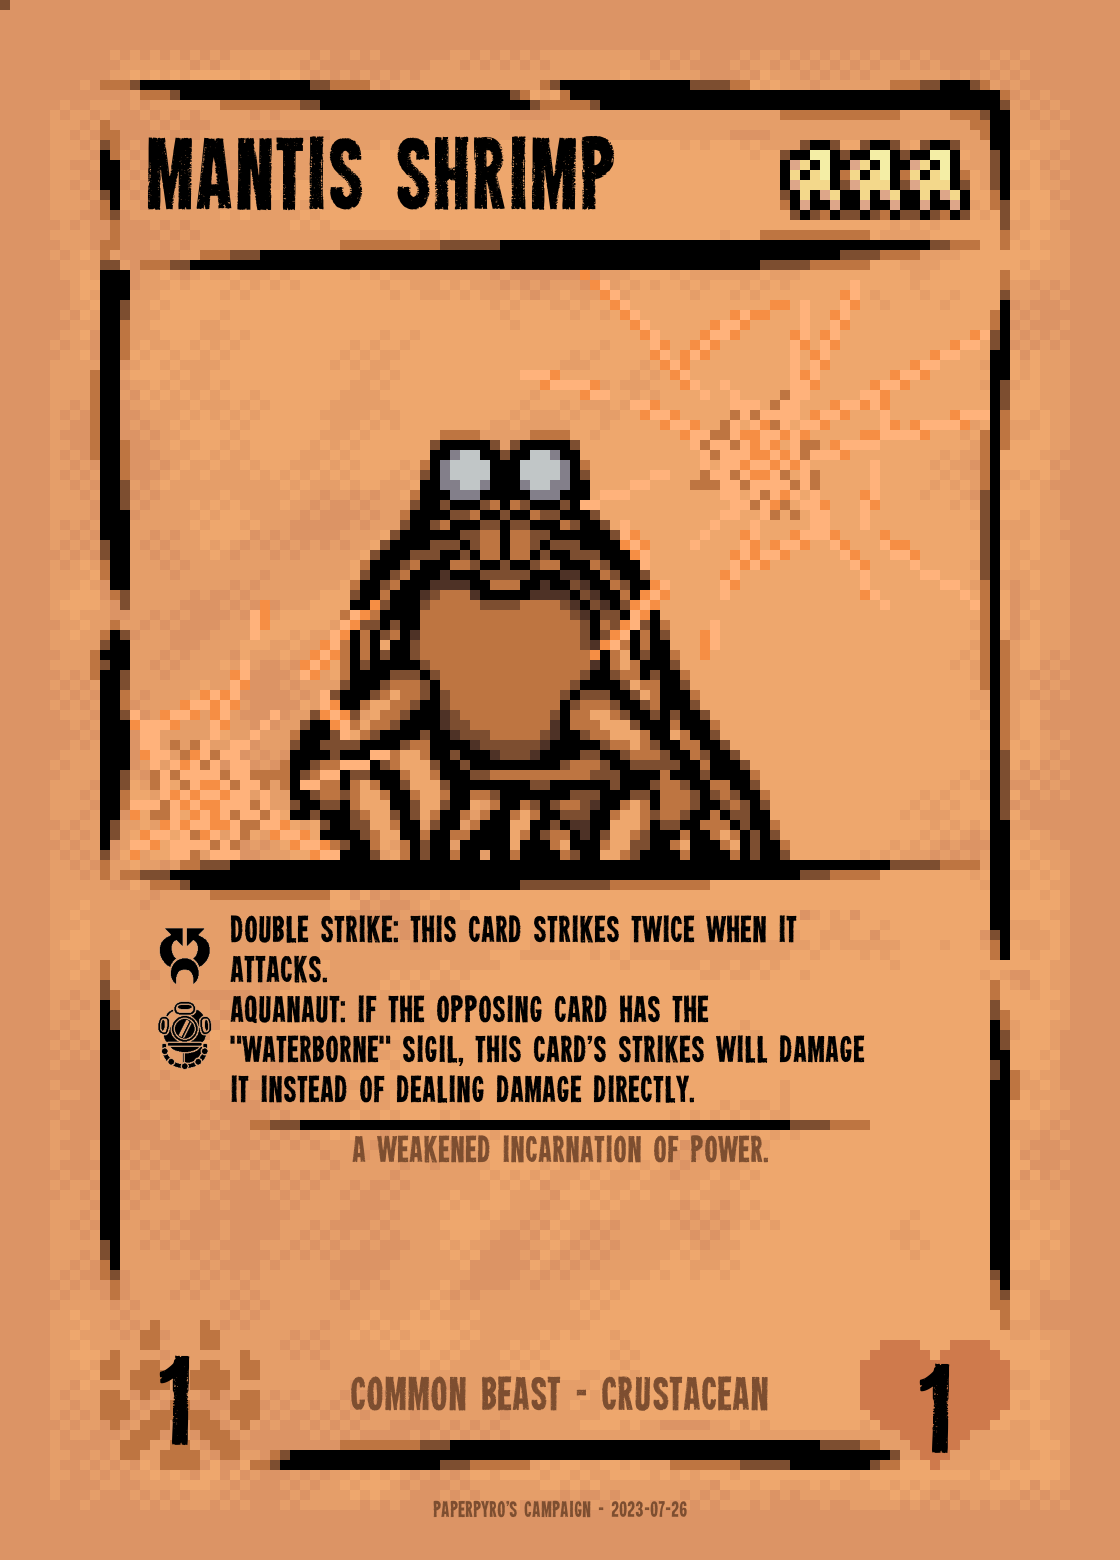 MANTIS SHRIMP
DOUBLE STRIKE: THIS CARD STRIKES TWICE WHEN IT
ATTACKS.
AQUANAUT: IF THE OPPOSING CARD HAS THE
"WATERBORNE" SIGIL, THIS CARD'S STRIKES WILL DAMAGE
IT INSTEAD OF DEALING DAMAGE DIRECTLY.
A WEAKENED INCARNATION OF POWER.
1
COMMON BEAST - CRUSTACEAN
1
PAPERPYRO'S CAMPAIGN - 2023-07-26